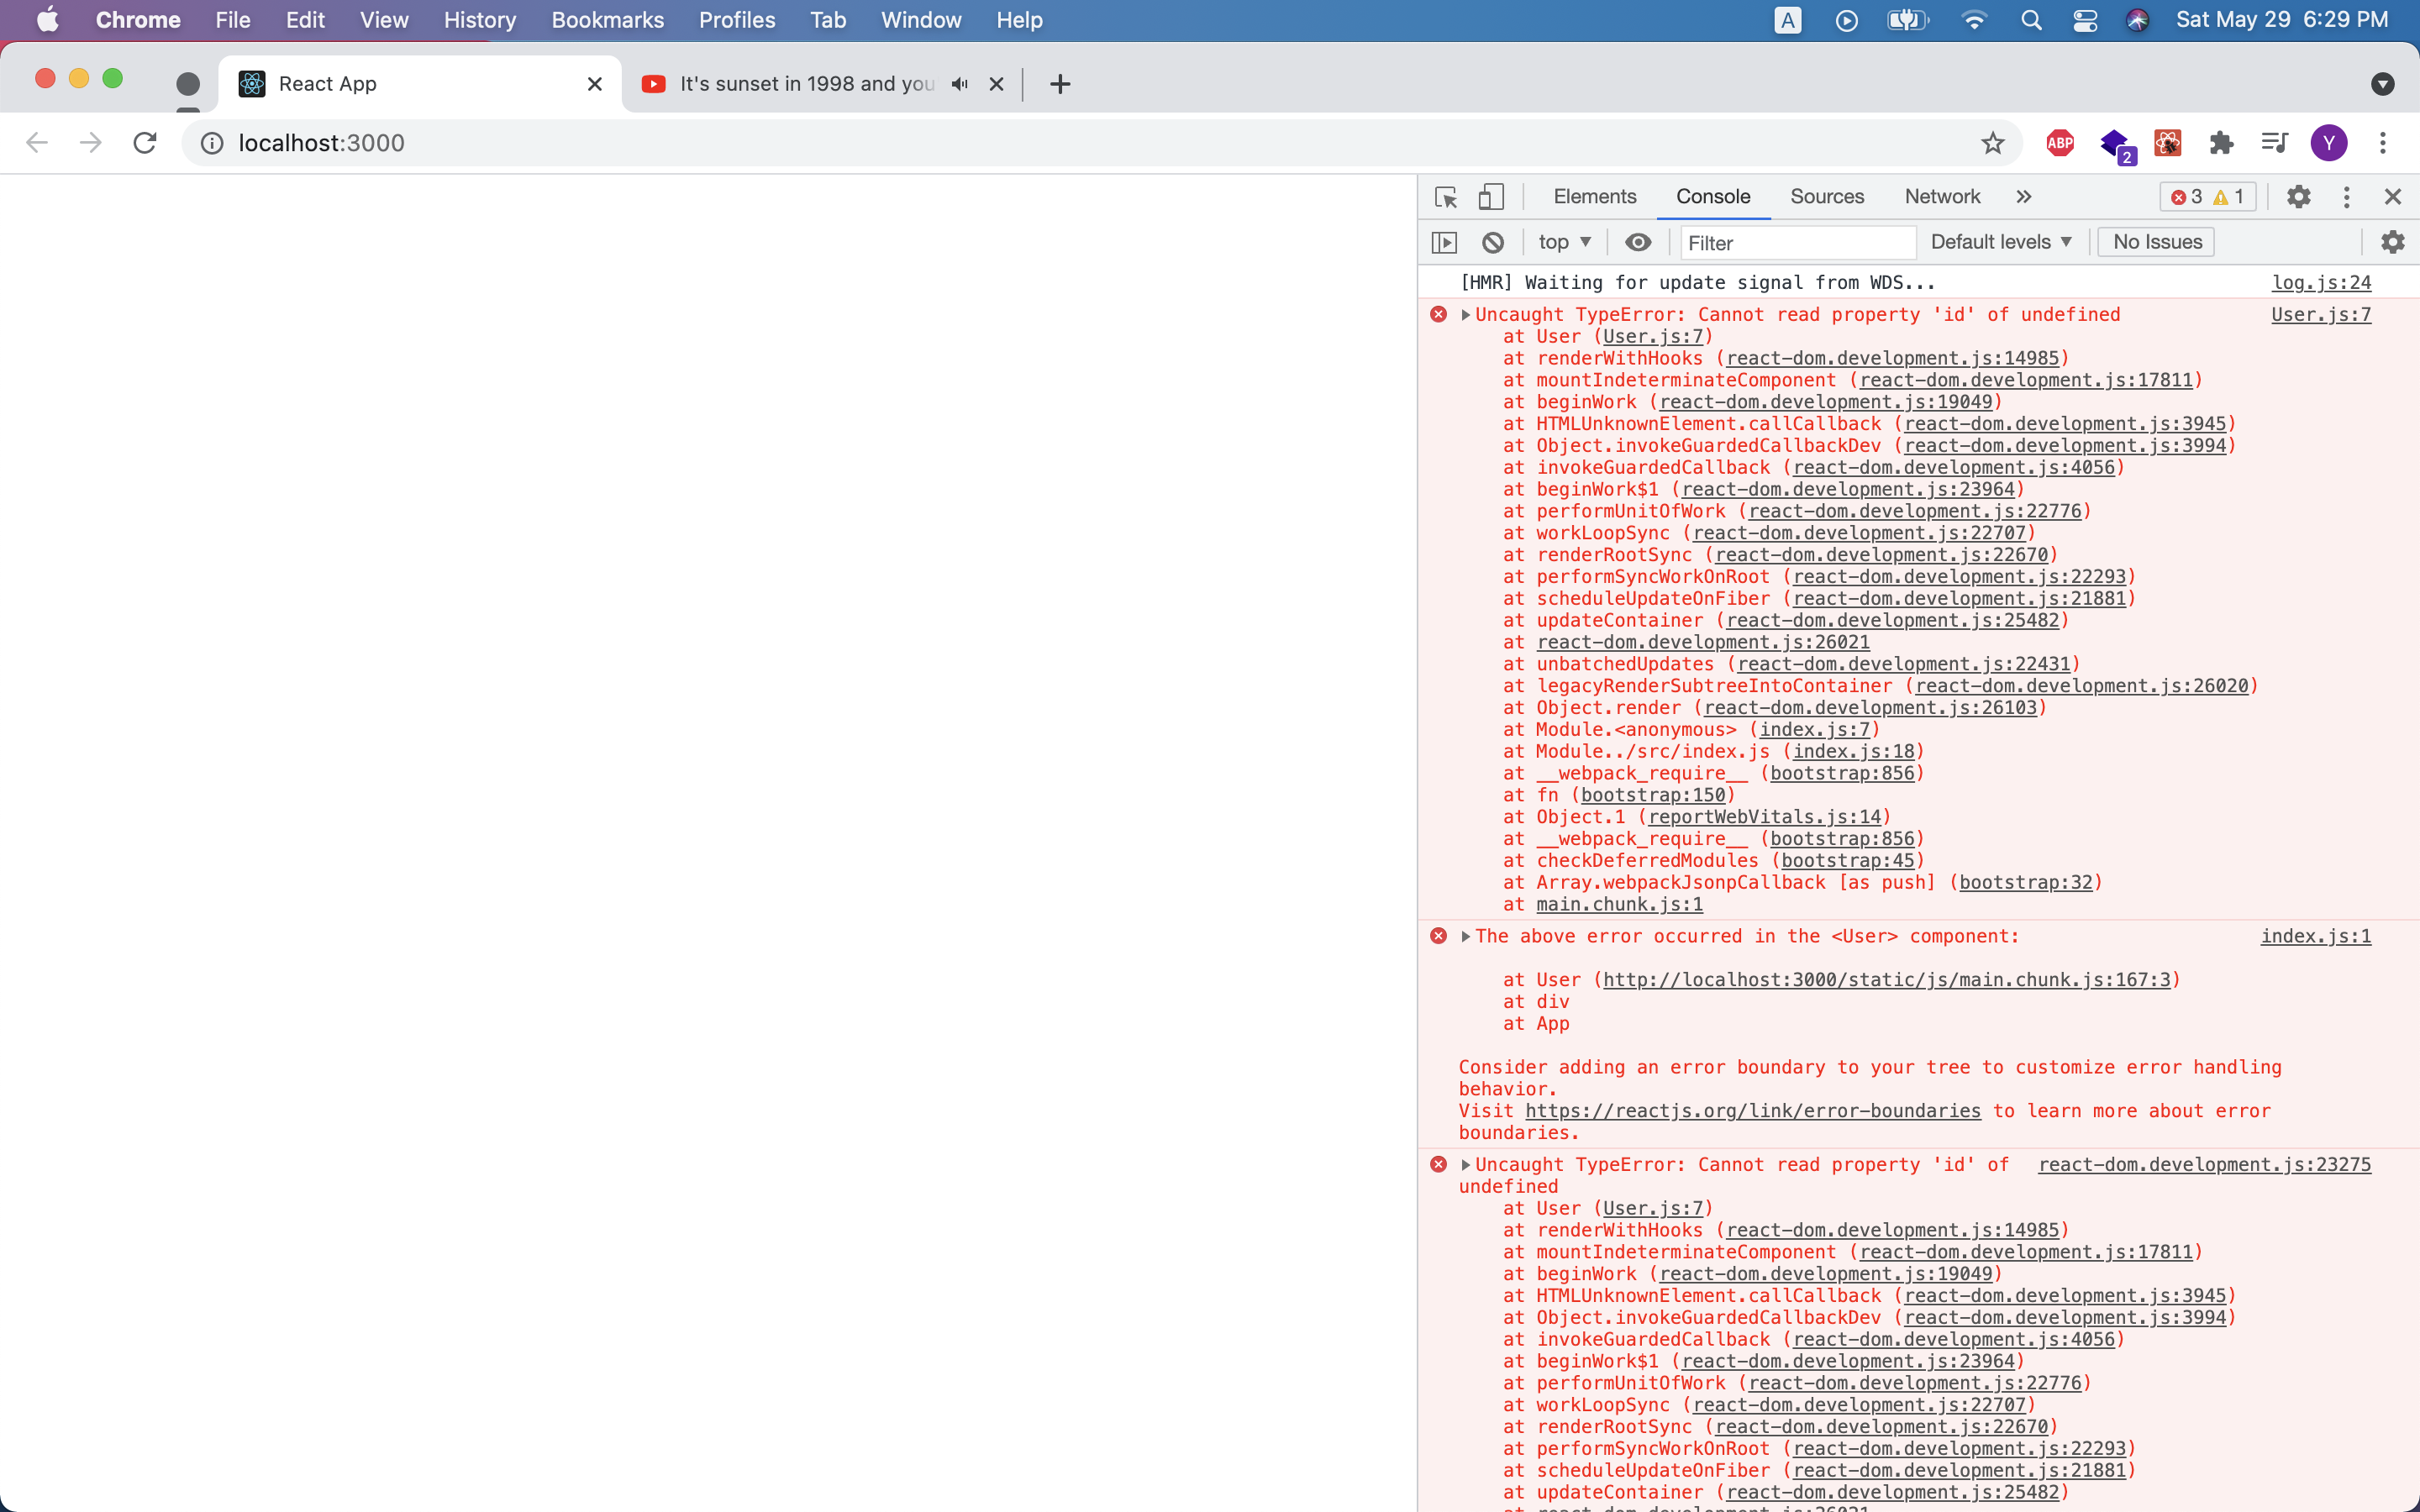 Chrome File Edit View History Bookmarks Profiles Tab Window Help A Sat May 29 6:29 PM
React App It's sunset in 1998 and you
localhost:3000 ABP 2 Y
Elements Console Sources Network 3 1
top Filter Default levels No Issues
[HMR] Waiting for update signal from WDS... log.js:24
Uncaught TypeError: Cannot read property 'id' of undefined User.js:7
at User (User.js:7)
at renderWithHooks (react-dom.development.js:14985)
at mountIndeterminateComponent (react-dom.development.js:17811)
at beginWork (react-dom.development.js:19049)
at HTMLUnknownElement.callCallback (react-dom.development.js:3945)
at Object.invokeGuardedCallbackDev (react-dom.development.js:3994)
at invokeGuardedCallback (react-dom.development.js:4056)
at beginWork$1 (react-dom.development.js:23964)
at performUnitOfWork (react-dom.development.js:22776)
at workLoopSync (react-dom.development.js:22707)
at renderRootSync (react-dom.development.js:22670)
at performSyncWorkOnRoot (react-dom.development.js:22293)
at scheduleUpdateOnFiber (react-dom.development.js:21881)
at updateContainer (react-dom.development.js:25482)
at react-dom.development.js:26021
at unbatchedUpdates (react-dom.development.js:22431)
at legacyRenderSubtreeIntoContainer (react-dom.development.js:26020)
at Object.render (react-dom.development.js:26103)
at Module.<anonymous> (index.js:7)
at Module../src/index.js (index.js:18)
at __webpack_require__ (bootstrap:856)
at fn (bootstrap:150)
at Object.1 (reportWebVitals.js:14)
at __webpack_require__ (bootstrap:856)
at checkDeferredModules (bootstrap:45)
at Array.webpackJsonpCallback [as push] (bootstrap:32)
at main.chunk.js:1
The above error occurred in the <User> component: index.js:1
at User (http://localhost:3000/static/js/main.chunk.js:167:3)
at div
at App
Consider adding an error boundary to your tree to customize error handling
behavior.
Visit https://reactjs.org/link/error-boundaries to learn more about error
boundaries.
Uncaught TypeError: Cannot read property 'id' of react-dom.development.js:23275
undefined
at User (User.js:7)
at renderWithHooks (react-dom.development.js:14985)
at mountIndeterminateComponent (react-dom.development.js:17811)
at beginWork (react-dom.development.js:19049)
at HTMLUnknownElement.callCallback (react-dom.development.js:3945)
at Object.invokeGuardedCallbackDev (react-dom.development.js:3994)
at invokeGuardedCallback (react-dom.development.js:4056)
at beginWork$1 (react-dom.development.js:23964)
at performUnitOfWork (react-dom.development.js:22776)
at workLoopSync (react-dom.development.js:22707)
at renderRootSync (react-dom.development.js:22670)
at performSyncWorkOnRoot (react-dom.development.js:22293)
at scheduleUpdateOnFiber (react-dom.development.js:21881)
at updateContainer (react-dom.development.js:25482)